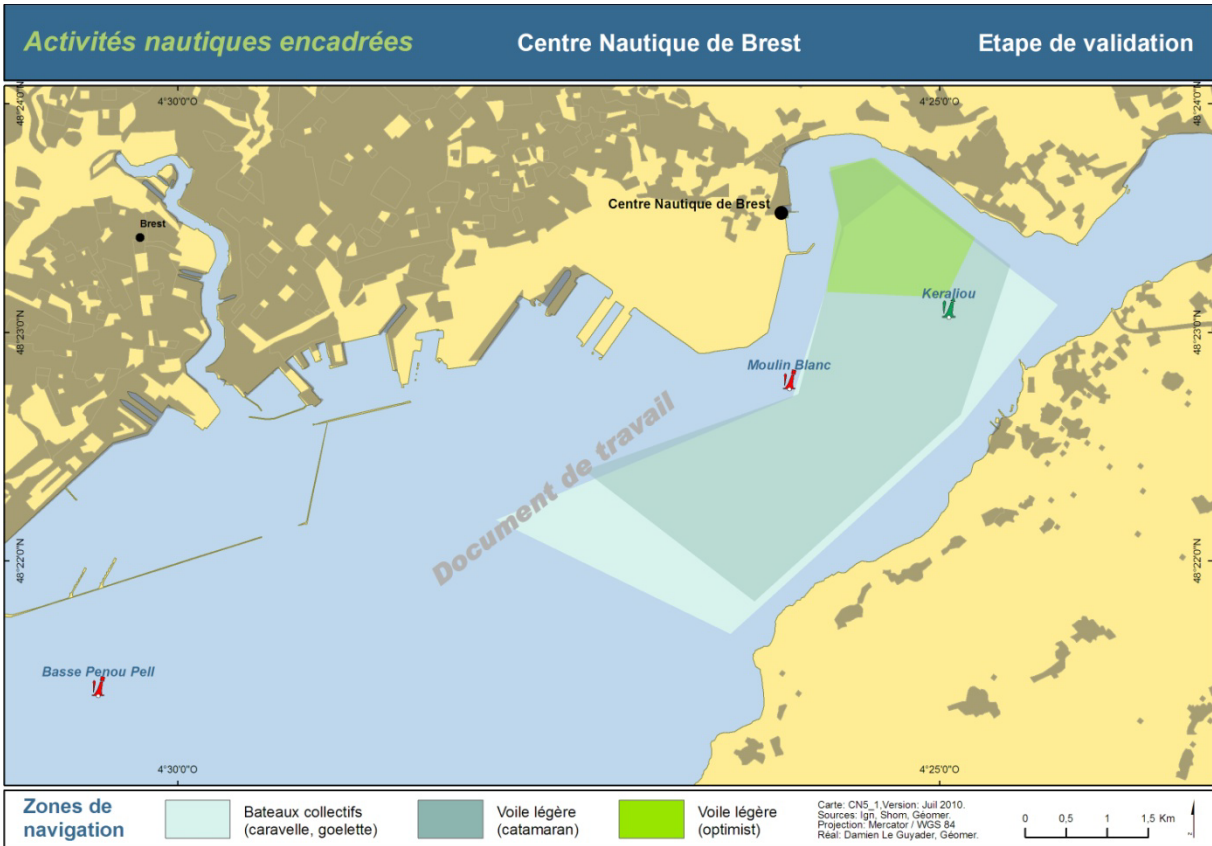 Activités nautiques encadrées
Centre Nautique de Brest
Etape de validation
4°30'0"O
4°25'0"O
48°24'0"N
48°24'0"N
Centre Nautique de Brest
Brest
Keraliou
48°23'0"N
48°23'0"N
Moulin Blanc
Document de travail
48°22'0"N
48°22'0"N
Basse Penou Pell
4°30'0"O
4°25'0"O
Zones de
navigation
Bateaux collectifs
(caravelle, goelette)
Voile légère
(catamaran)
Voile légère
(optimist)
Carte: CN5_1,Version: Juil 2010.
Sources: Ign, Shom, Géomer.
Projection: Mercator / WGS 84
Réal: Damien Le Guyader, Géomer.
0 0,5 1 1,5 Km